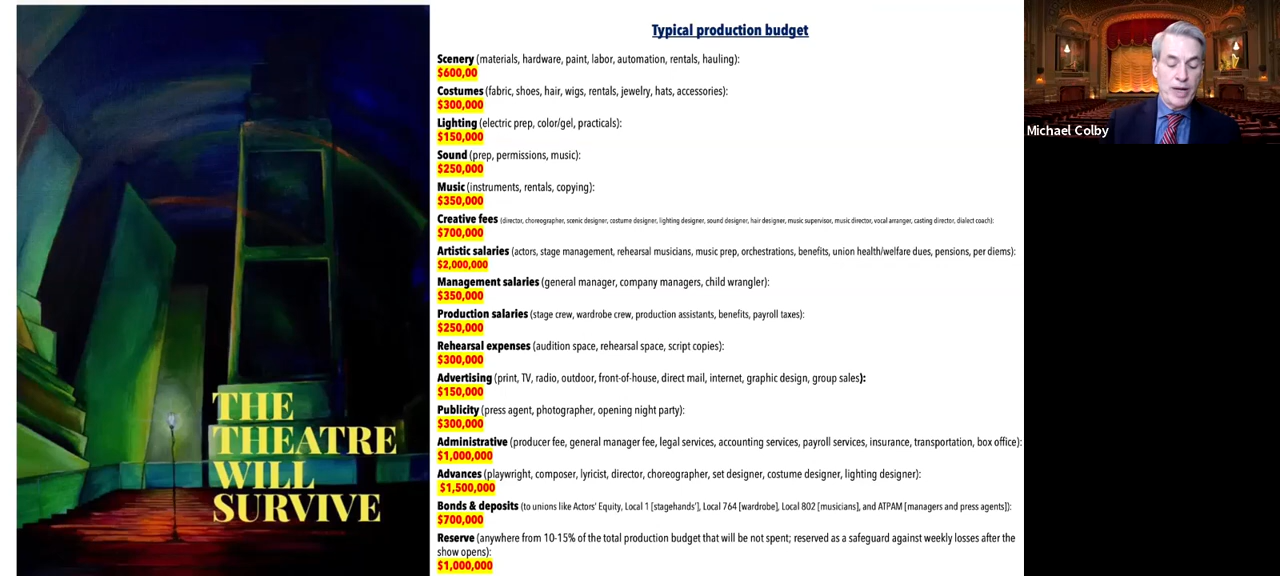 THE
THEATRE
WILL
SURVIVE
Typical production budget
Scenery (materials, hardware, paint, labor, automation, rentals, hauling):
$600,00
Costumes (fabric, shoes, hair, wigs, rentals, jewelry, hats, accessories):
$300,000
Lighting (electric prep, color/gel, practicals):
$150,000
Sound (prep, permissions, music):
$250,000
Music (instruments, rentals, copying):
$350,000
Creative fees (director, choreographer, scenic designer, costume designer, lighting designer, sound designer, hair designer, music supervisor, music director, vocal arranger, casting director, dialect coach):
$700,000
Artistic salaries (actors, stage management, rehearsal musicians, music prep, orchestrations, benefits, union health/welfare dues, pensions, per diems):
$2,000,000
Management salaries (general manager, company managers, child wrangler):
$350,000
Production salaries (stage crew, wardrobe crew, production assistants, benefits, payroll taxes):
$250,000
Rehearsal expenses (audition space, rehearsal space, script copies):
$300,000
Advertising (print, TV, radio, outdoor, front-of-house, direct mail, internet, graphic design, group sales):
$150,000
Publicity (press agent, photographer, opening night party):
$300,000
Administrative (producer fee, general manager fee, legal services, accounting services, payroll services, insurance, transportation, box office):
$1,000,000
Advances (playwright, composer, lyricist, director, choreographer, set designer, costume designer, lighting designer):
$1,500,000
Bonds & deposits (to unions like Actors' Equity, Local 1 [stagehands'], Local 764 [wardrobe], Local 802 [musicians], and ATPAM [managers and press agents]):
$700,000
Reserve (anywhere from 10-15% of the total production budget that will be not spent; reserved as a safeguard against weekly losses after the
show opens):
$1,000,000
Michael Colby